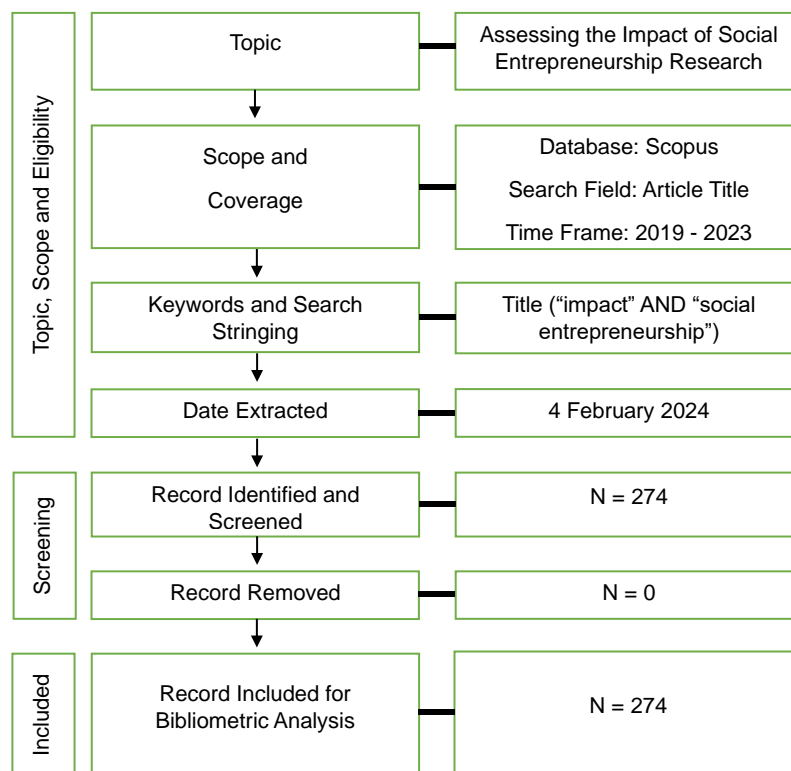 Topic, Scope and Eligibility
Topic
Assessing the Impact of Social
Entrepreneurship Research
Scope and
Coverage
Database: Scopus
Search Field: Article Title
Time Frame: 2019 - 2023
Keywords and Search
Stringing
Title (“impact” AND “social
entrepreneurship”)
Date Extracted
4 February 2024
Screening
Record Identified and
Screened
N = 274
Record Removed
N = 0
Included
Record Included for
Bibliometric Analysis
N = 274